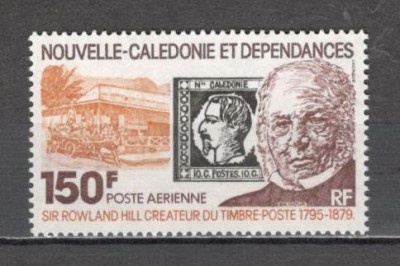 NOUVELLE-CALEDONIE ET DEPENDANCES
Nlle CALEDONIE
10.C. POSTES. 10.C.
150F
POSTE AERIENNE
RF
SIR ROWLAND HILL CREATEUR DU TIMBRE-POSTE 1795-1879.